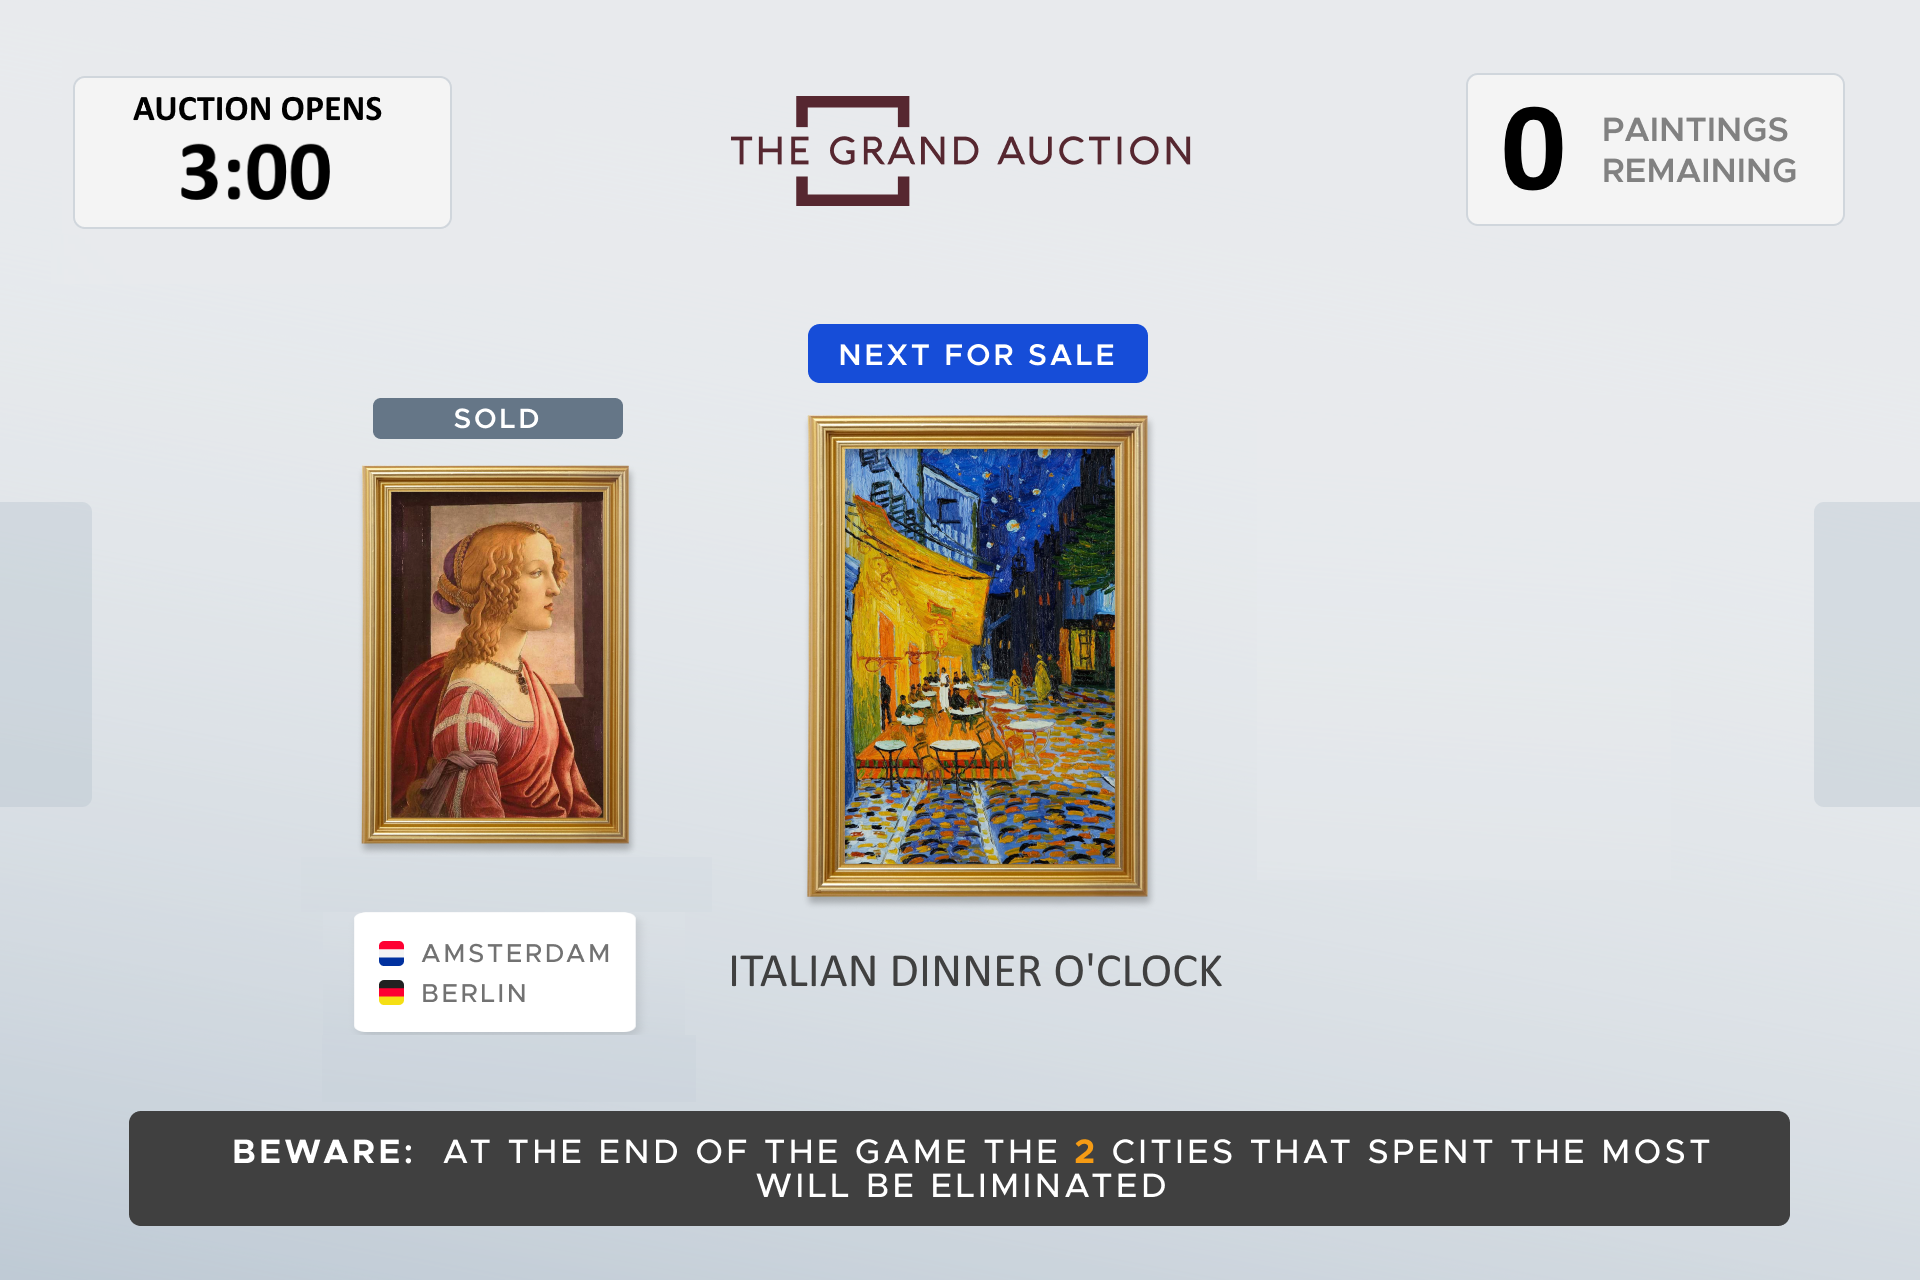 AUCTION OPENS
3:00
THE GRAND AUCTION
0
PAINTINGS
REMAINING
NEXT FOR SALE
SOLD
AMSTERDAM
BERLIN
ITALIAN DINNER O'CLOCK
BEWARE: AT THE END OF THE GAME THE 2 CITIES THAT SPENT THE MOST
WILL BE ELIMINATED